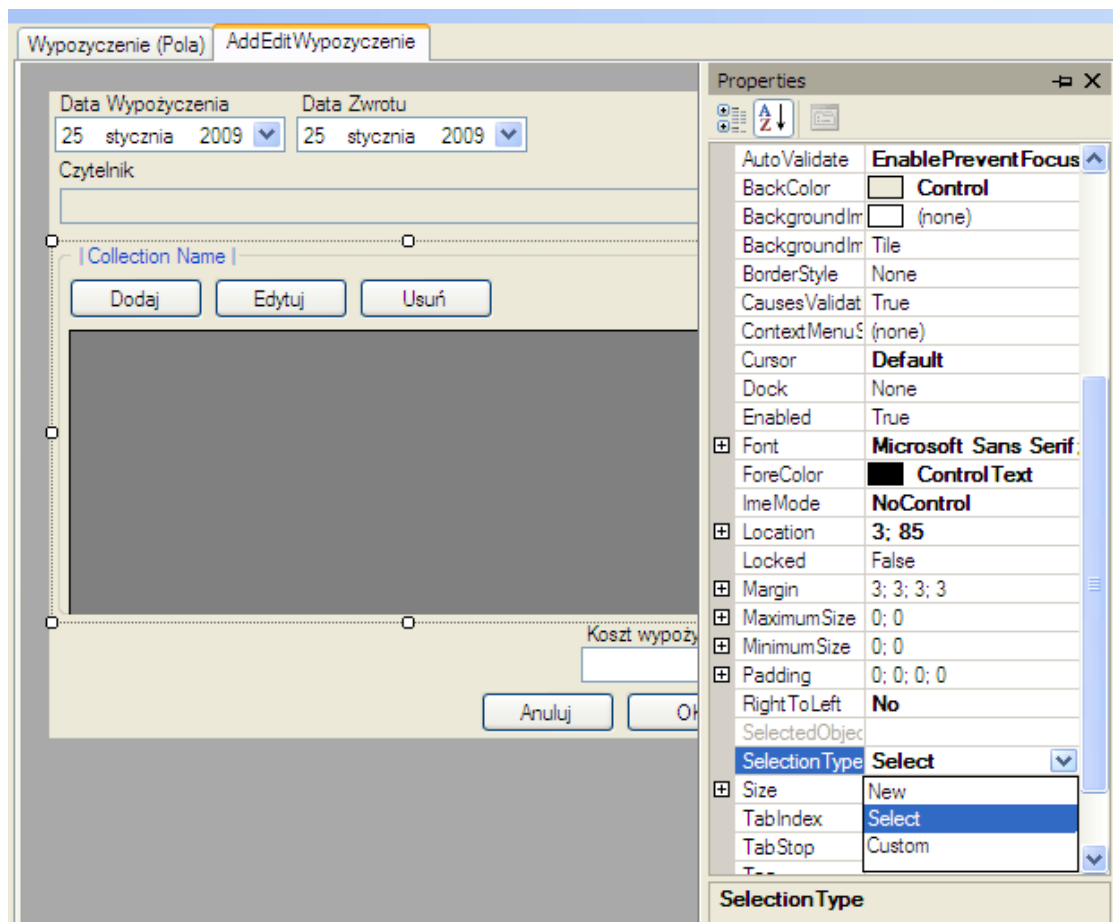 Wypozyczenie (Pola) AddEditWypozyczenie
Data Wypożyczenia Data Zwrotu
25 stycznia 2009 25 stycznia 2009
Czytelnik
| Collection Name |
Dodaj Edytuj Usuń
Koszt wypoży
Anuluj OK
Properties
AutoValidate EnablePreventFocus
BackColor Control
BackgroundIm (none)
BackgroundIm Tile
BorderStyle None
CausesValidat True
ContextMenuS (none)
Cursor Default
Dock None
Enabled True
Font Microsoft Sans Serif;
ForeColor ControlText
ImeMode NoControl
Location 3; 85
Locked False
Margin 3; 3; 3; 3
MaximumSize 0; 0
MinimumSize 0; 0
Padding 0; 0; 0; 0
RightToLeft No
SelectedObjec
SelectionType Select
Size New
TabIndex Select
TabStop Custom
SelectionType